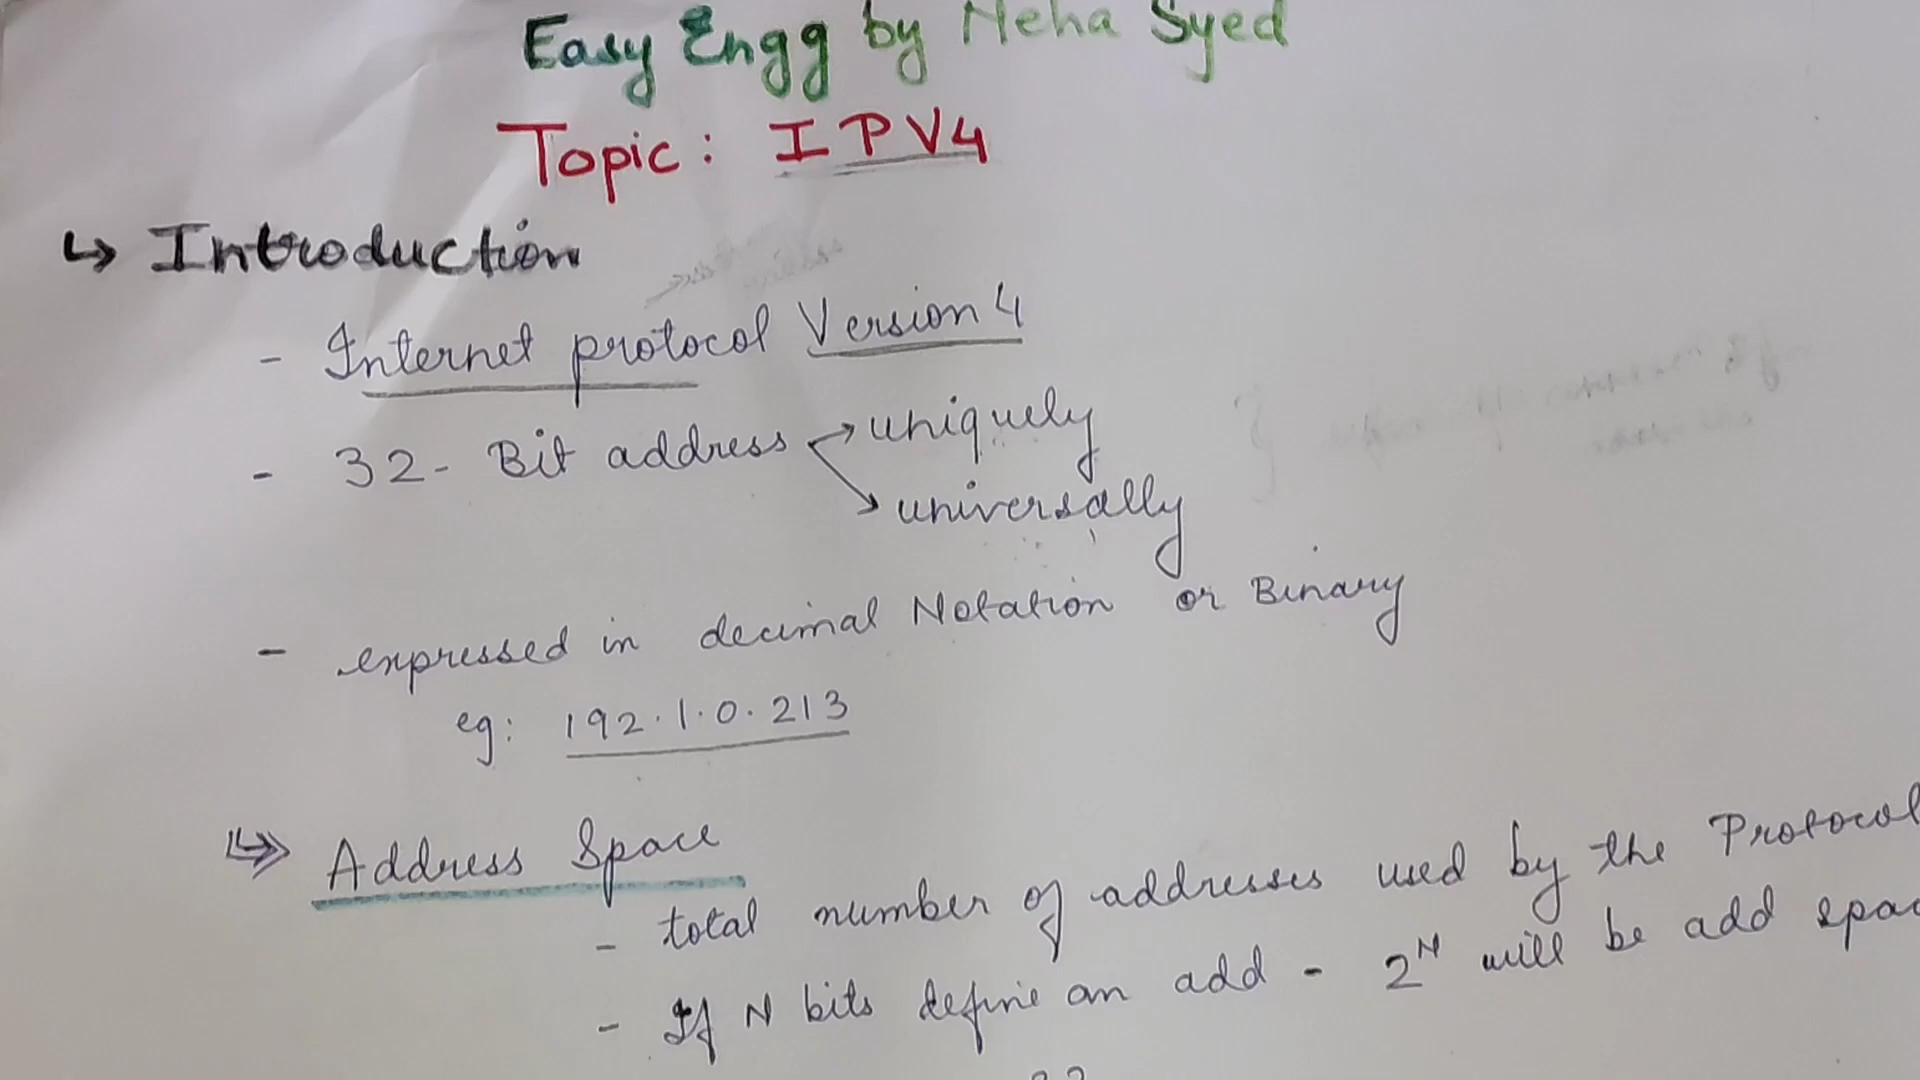 Easy Engg by Neha Syed
Topic: IPV4
↳ Introduction
- Internet protocol Version 4
- 32- Bit address → uniquely
→ universally
- expressed in decimal Notation or Binary
eg: 192.1.0.213
↳ Address Space
- total number of addresses used by the Protocol
- If N bits define an add - 2^N will be add spac